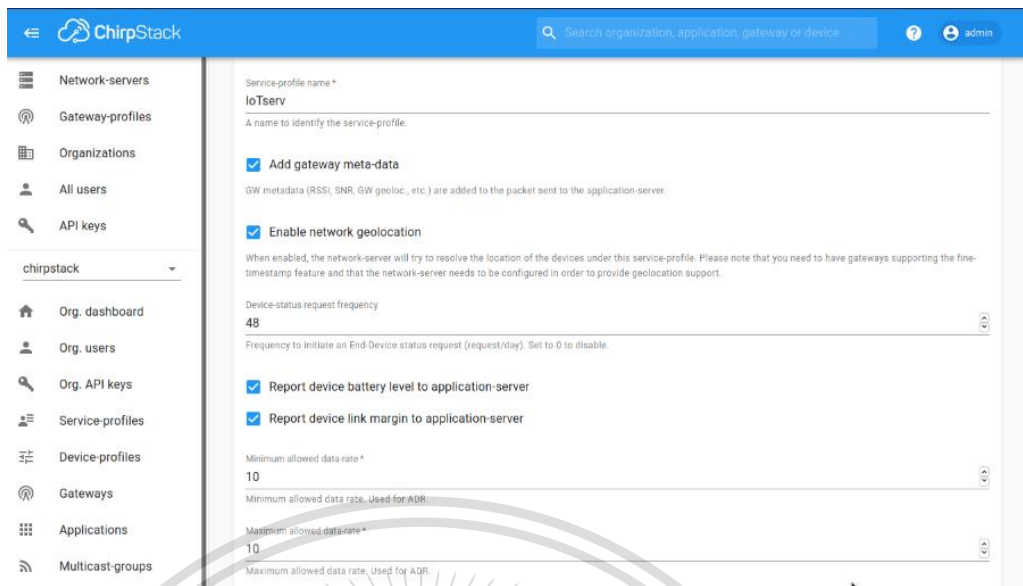 ChirpStack
Search organization, application, gateway or device
?
admin
Network-servers
Gateway-profiles
Organizations
All users
API keys
chirpstack
Org. dashboard
Org. users
Org. API keys
Service-profiles
Device-profiles
Gateways
Applications
Multicast-groups
Service-profile name *
IoTserv
A name to identify the service-profile.
Add gateway meta-data
GW metadata (RSSI, SNR, GW geoloc., etc.) are added to the packet sent to the application-server.
Enable network geolocation
When enabled, the network-server will try to resolve the location of the devices under this service-profile. Please note that you need to have gateways supporting the fine-
timestamp feature and that the network-server needs to be configured in order to provide geolocation support.
Device-status request frequency
48
Frequency to initiate an End-Device status request (request/day). Set to 0 to disable.
Report device battery level to application-server
Report device link margin to application-server
Minimum allowed data-rate *
10
Minimum allowed data rate. Used for ADR.
Maximum allowed data-rate *
10
Maximum allowed data rate. Used for ADR.